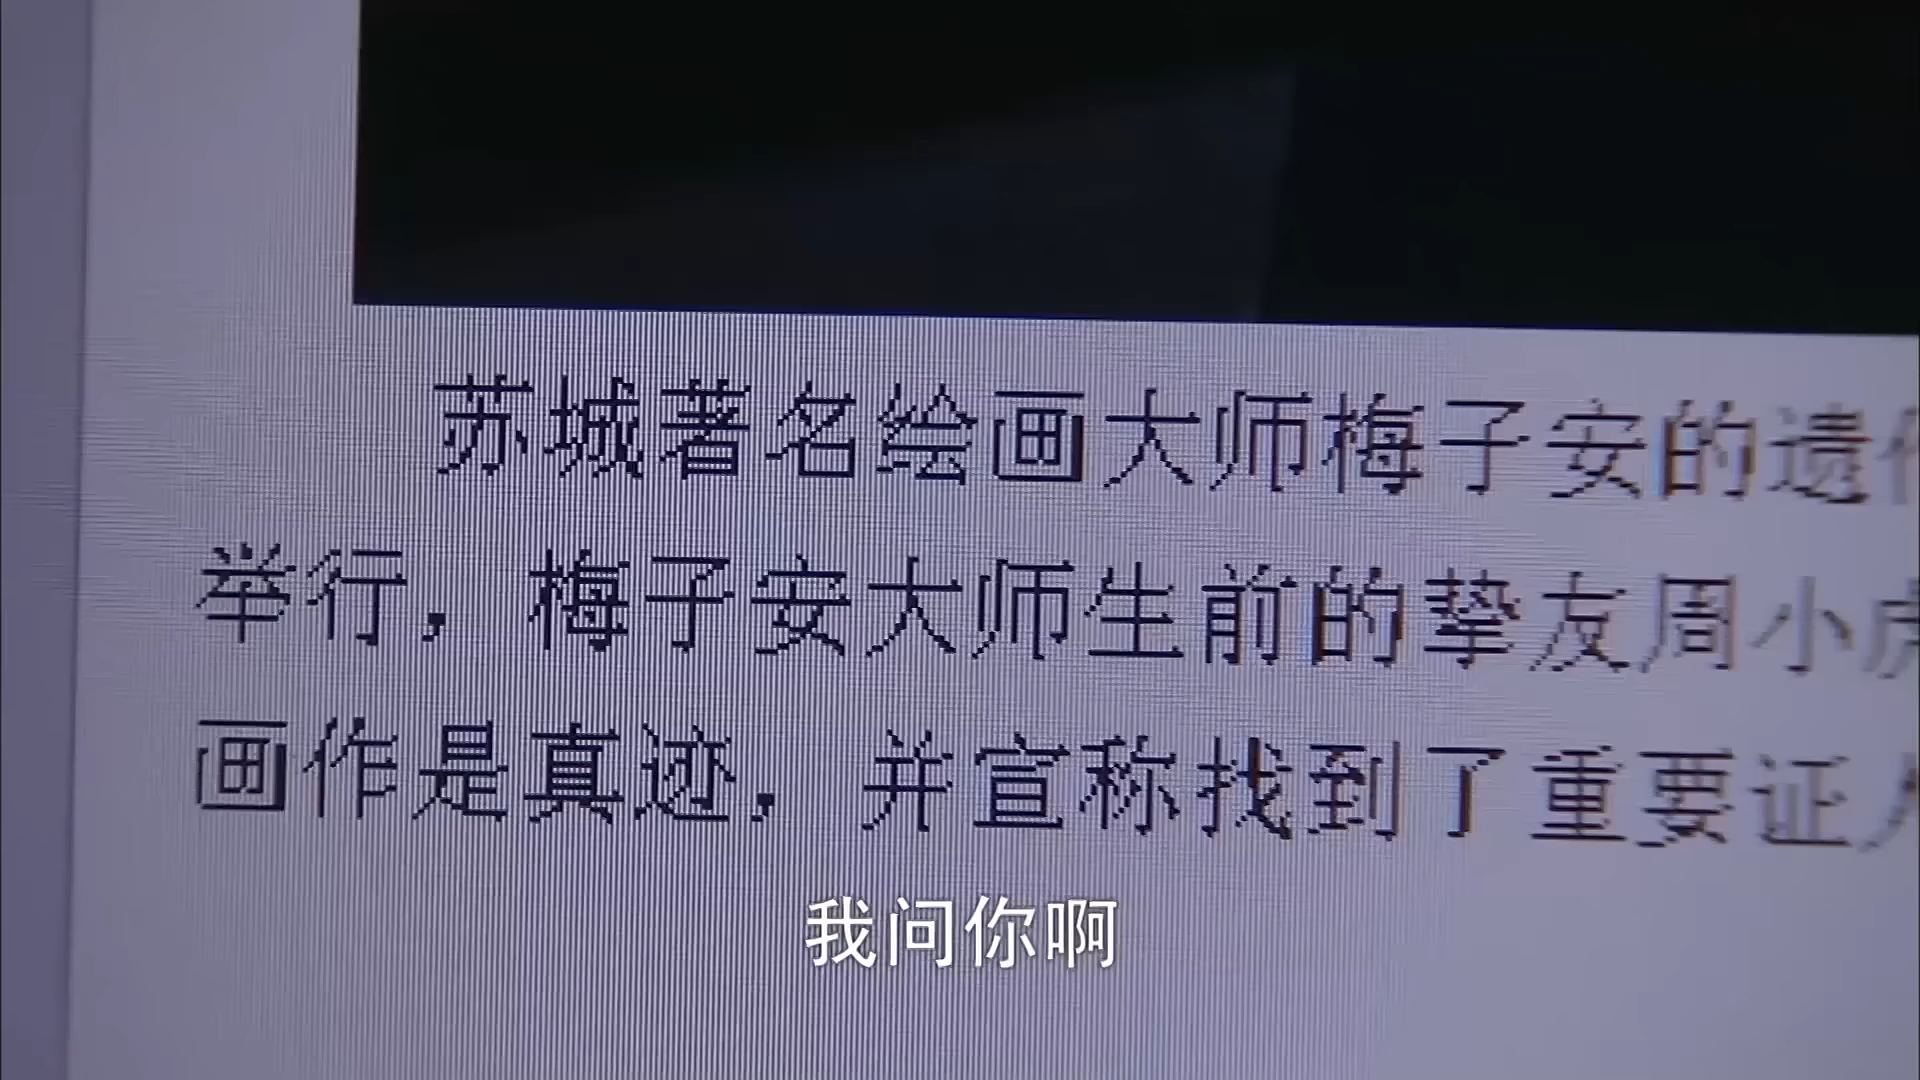 苏城著名绘画大师梅子安的遗
举行，梅子安大师生前的挚友周小
画作是真迹，并宣称找到了重要证
我问你啊